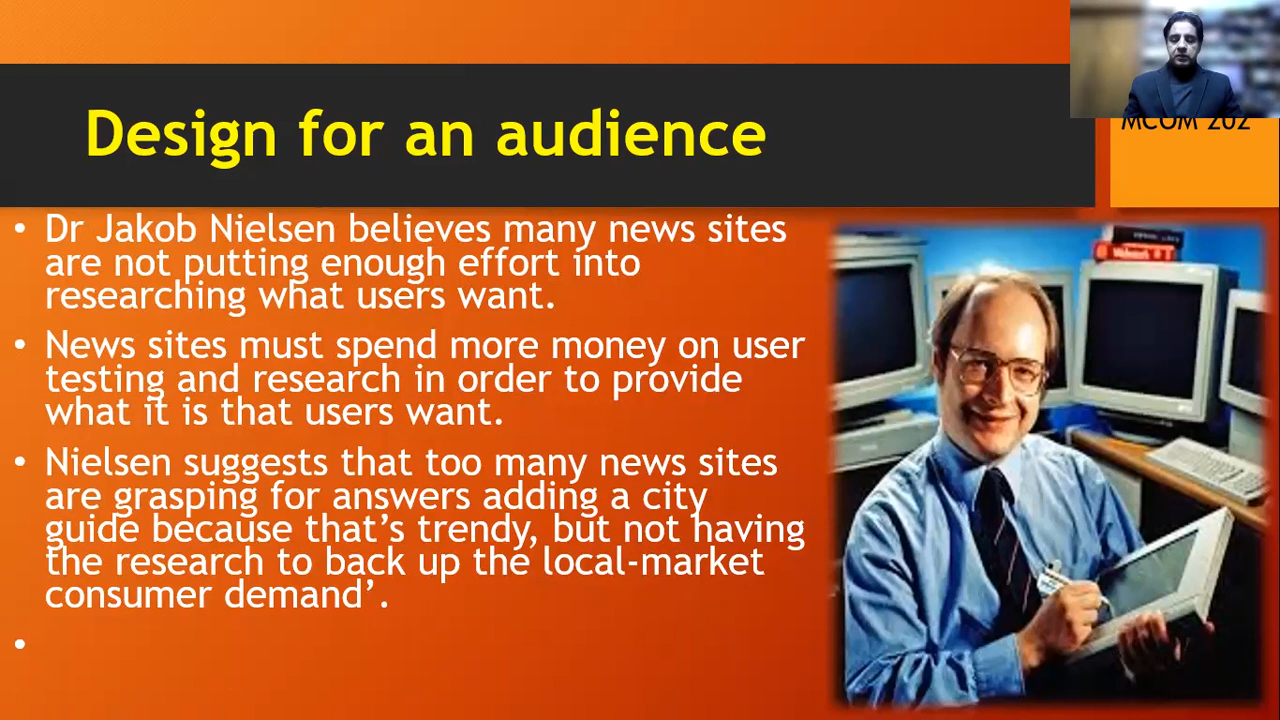 Design for an audience
MCOM 202
• Dr Jakob Nielsen believes many news sites
are not putting enough effort into
researching what users want.
• News sites must spend more money on user
testing and research in order to provide
what it is that users want.
• Nielsen suggests that too many news sites
are grasping for answers adding a city
guide because that’s trendy, but not having
the research to back up the local-market
consumer demand’.
•